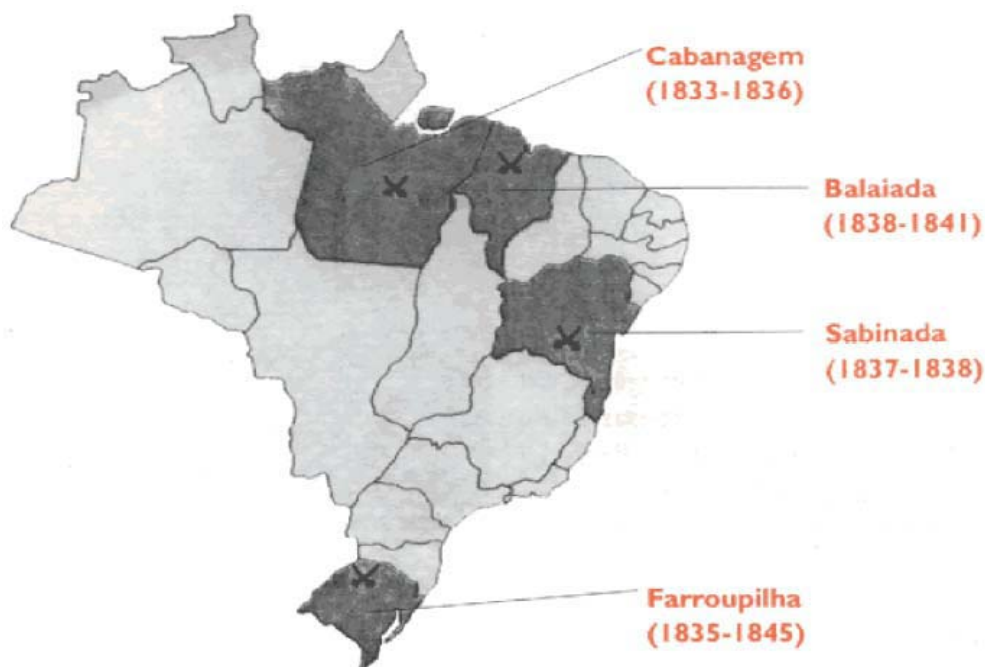 Cabanagem
(1833-1836)
Balaiada
(1838-1841)
Sabinada
(1837-1838)
Farroupilha
(1835-1845)